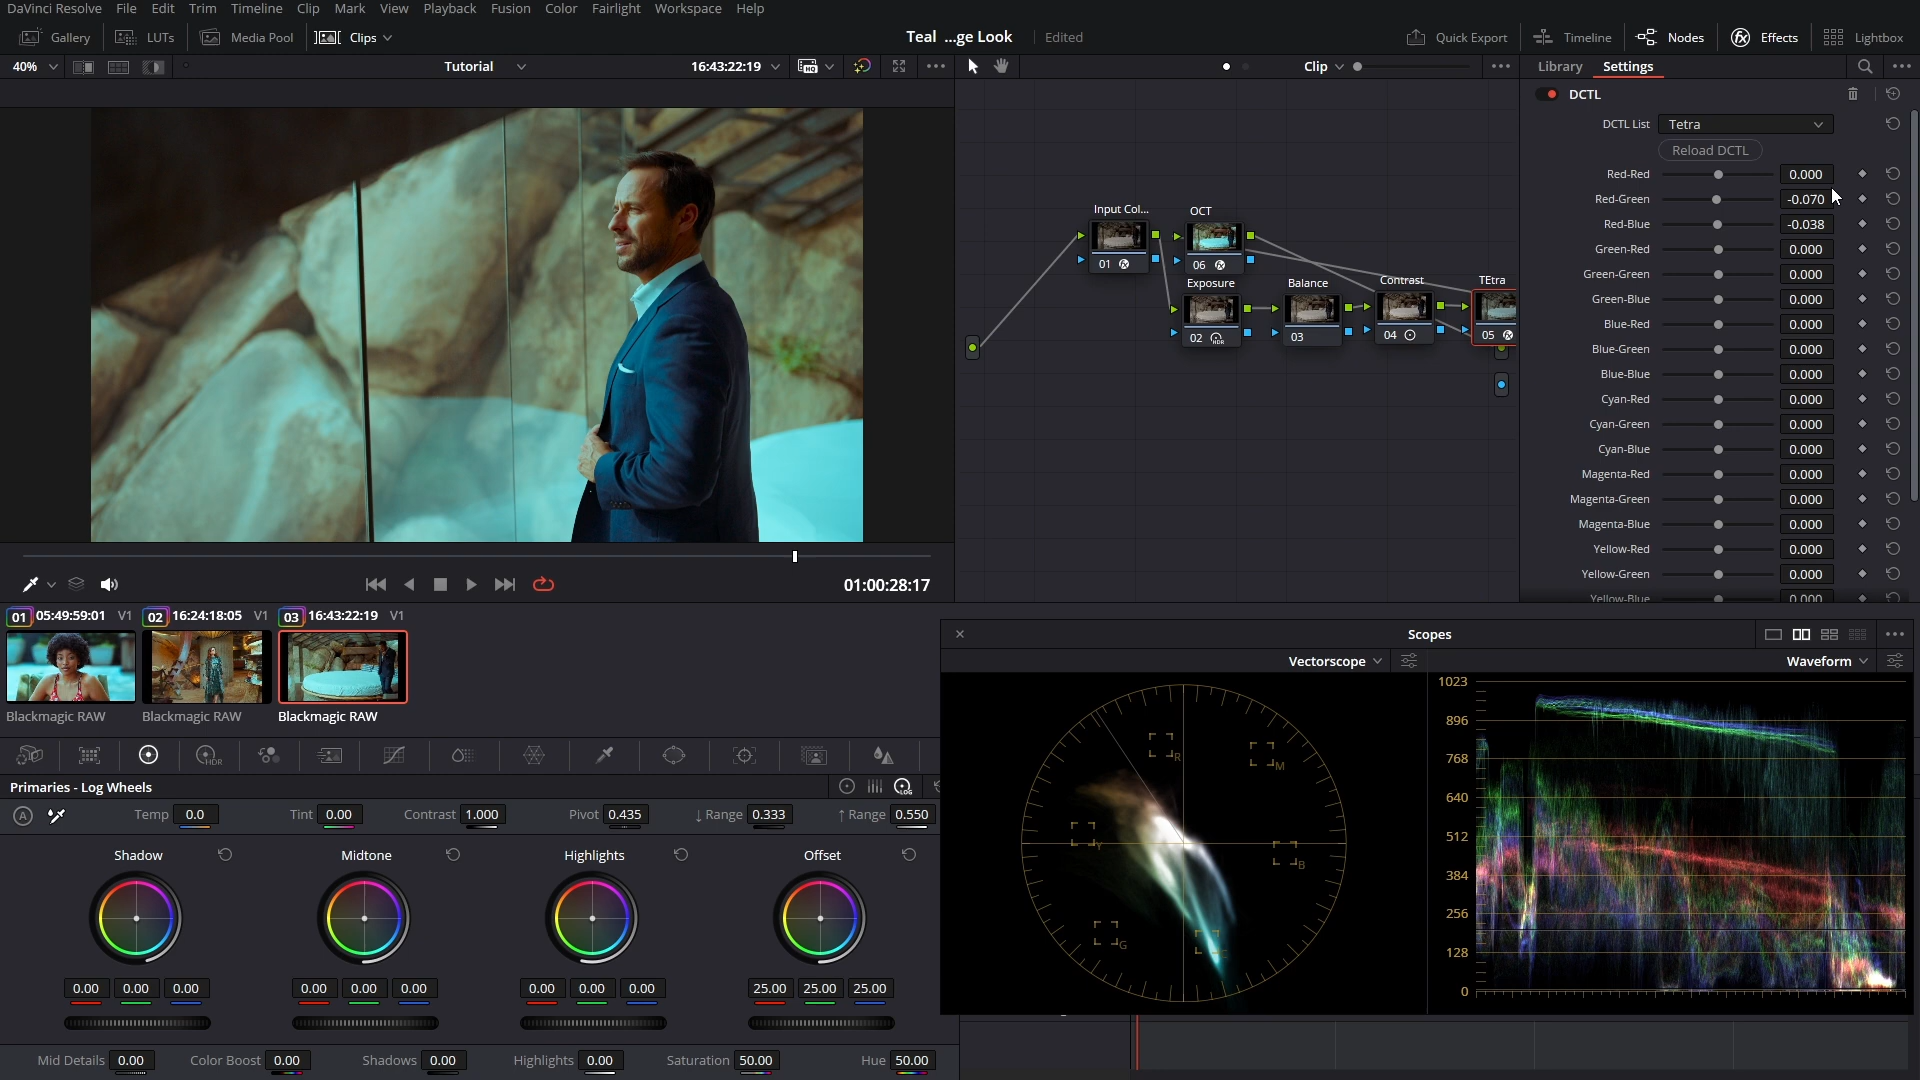 DaVinci Resolve File Edit Trim Timeline Clip Mark View Playback Fusion Color Fairlight Workspace Help
Gallery LUTs Media Pool Clips Teal ...ge Look Edited Quick Export Timeline Nodes Effects Lightbox
40% Tutorial 16:43:22:19 Clip Library Settings
DCTL
DCTL List Tetra
Reload DCTL
Red-Red 0.000
Red-Green -0.070
Red-Blue -0.038
Green-Red 0.000
Green-Green 0.000
Green-Blue 0.000
Blue-Red 0.000
Blue-Green 0.000
Blue-Blue 0.000
Cyan-Red 0.000
Cyan-Green 0.000
Cyan-Blue 0.000
Magenta-Red 0.000
Magenta-Green 0.000
Magenta-Blue 0.000
Yellow-Red 0.000
Yellow-Green 0.000
Yellow-Blue 0.000
Input Col... OCT
01 06
Exposure Balance Contrast TEtra
02 HDR 03 04 05
01:00:28:17
01 05:49:59:01 V1 02 16:24:18:05 V1 03 16:43:22:19 V1
Blackmagic RAW Blackmagic RAW Blackmagic RAW
HDR
Primaries - Log Wheels LOG
A Temp 0.0 Tint 0.00 Contrast 1.000 Pivot 0.435 ↓ Range 0.333 ↑ Range 0.550
Shadow Midtone Highlights Offset
0.00 0.00 0.00 0.00 0.00 0.00 0.00 0.00 0.00 25.00 25.00 25.00
Mid Details 0.00 Color Boost 0.00 Shadows 0.00 Highlights 0.00 Saturation 50.00 Hue 50.00
Scopes
Vectorscope Waveform
R
M
Y
B
G
1023
896
768
640
512
384
256
128
0